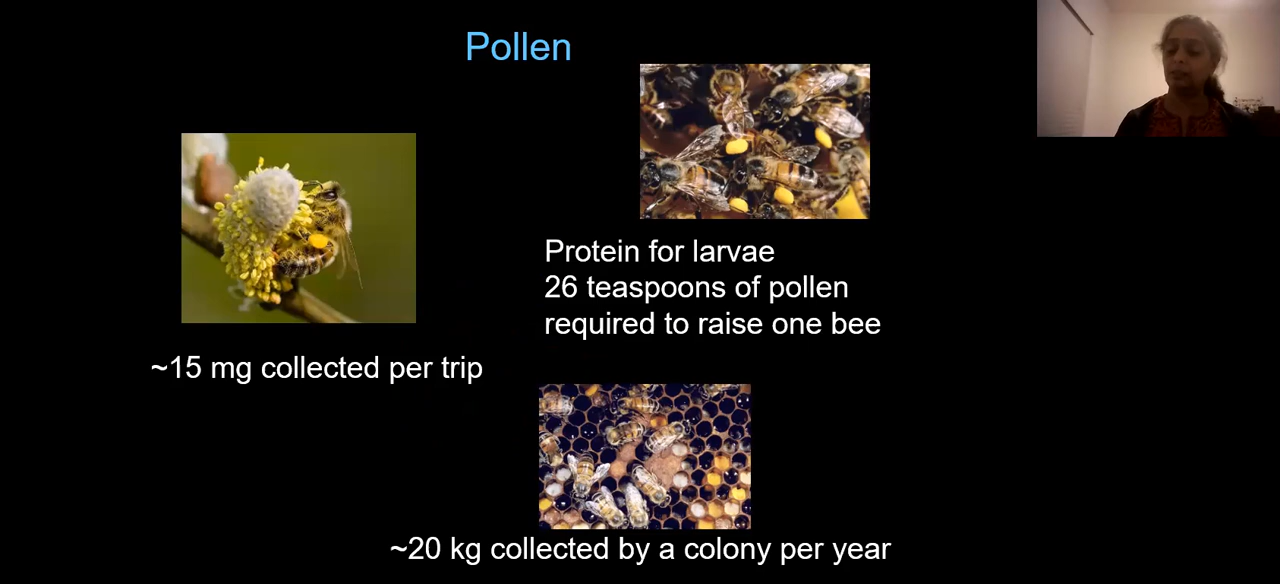 Pollen
Protein for larvae
26 teaspoons of pollen
required to raise one bee
~15 mg collected per trip
~20 kg collected by a colony per year